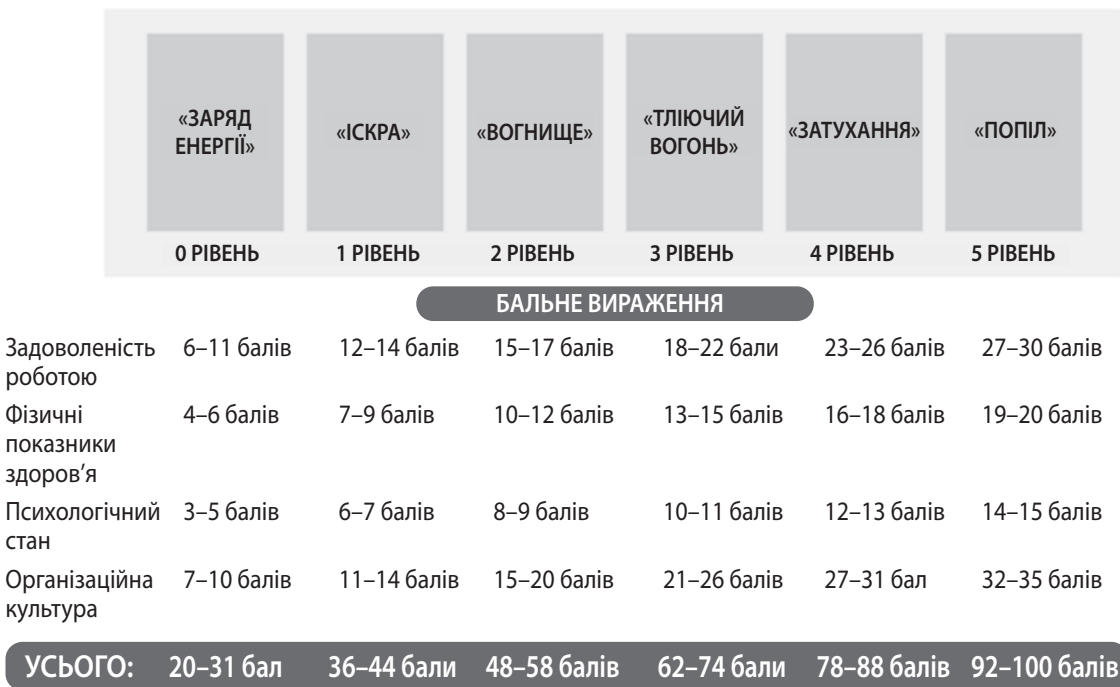 «ЗАРЯД
ЕНЕРГІЇ»
«ІСКРА»
«ВОГНИЩЕ»
«ТЛІЮЧИЙ
ВОГОНЬ»
«ЗАТУХАННЯ»
«ПОПІЛ»
0 РІВЕНЬ 1 РІВЕНЬ 2 РІВЕНЬ 3 РІВЕНЬ 4 РІВЕНЬ 5 РІВЕНЬ
БАЛЬНЕ ВИРАЖЕННЯ
Задоволеність 6–11 балів 12–14 балів 15–17 балів 18–22 бали 23–26 балів 27–30 балів
роботою
Фізичні 4–6 балів 7–9 балів 10–12 балів 13–15 балів 16–18 балів 19–20 балів
показники
здоров’я
Психологічний 3–5 балів 6–7 балів 8–9 балів 10–11 балів 12–13 балів 14–15 балів
стан
Організаційна 7–10 балів 11–14 балів 15–20 балів 21–26 балів 27–31 бал 32–35 балів
культура
УСЬОГО: 20–31 бал 36–44 бали 48–58 балів 62–74 бали 78–88 балів 92–100 балів